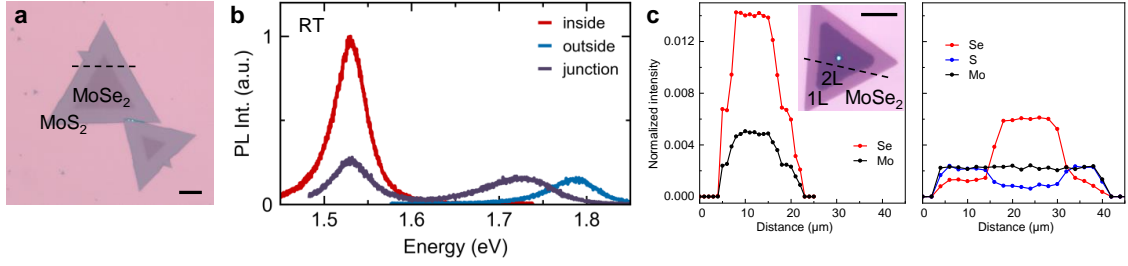 a
MoSe2
MoS2
b
RT
inside
outside
junction
PL Int. (a.u.)
1
0
1.5
1.6
1.7
1.8
Energy (eV)
c
Normalized intensity
0.012
0.008
0.004
0.000
2L
1L
MoSe2
Se
Mo
0 10 20 30 40
Distance (µm)
Se
S
Mo
0 10 20 30 40
Distance (µm)